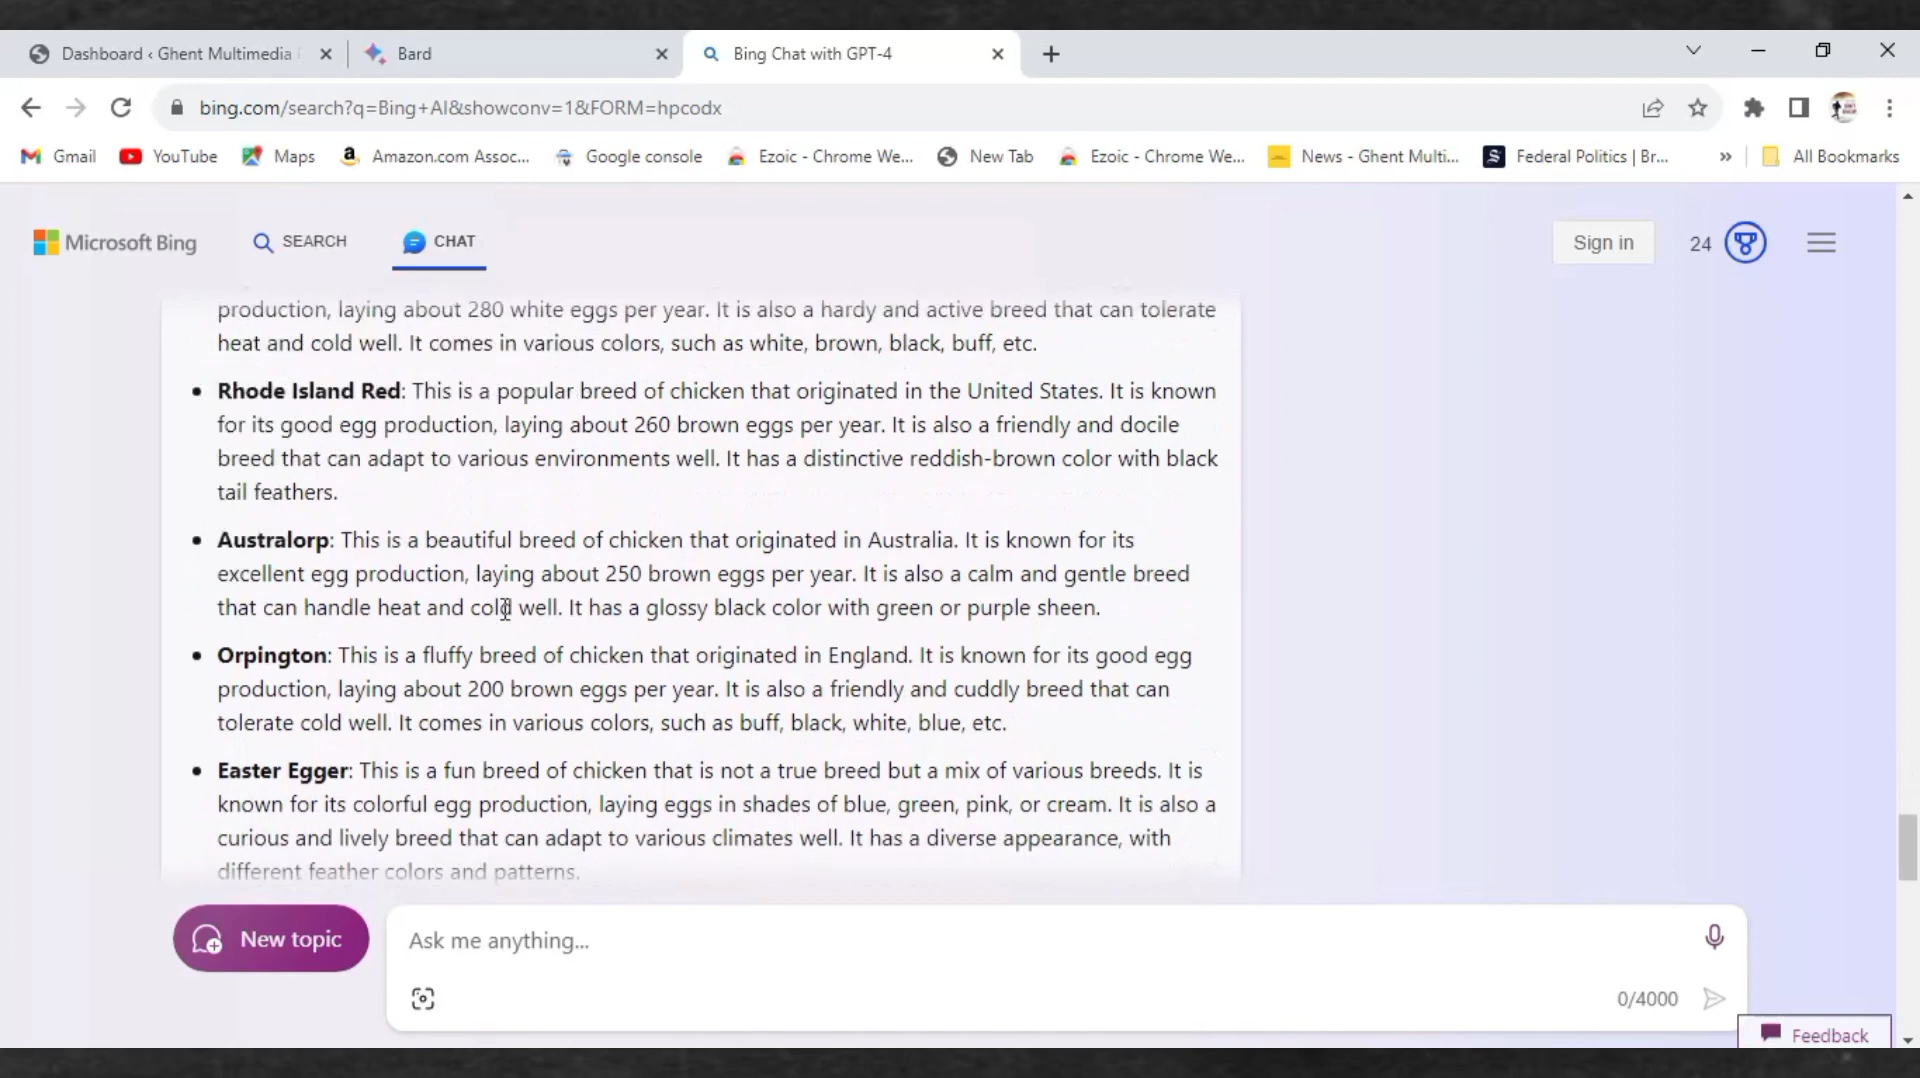 Dashboard ‹ Ghent Multimedia
Bard
Bing Chat with GPT-4
bing.com/search?q=Bing+AI&showconv=1&FORM=hpcodx
Gmail
YouTube
Maps
Amazon.com Assoc...
Google console
Ezoic - Chrome We...
New Tab
Ezoic - Chrome We...
News - Ghent Multi...
Federal Politics | Br...
»
All Bookmarks
Microsoft Bing
SEARCH
CHAT
Sign in
24
production, laying about 280 white eggs per year. It is also a hardy and active breed that can tolerate
heat and cold well. It comes in various colors, such as white, brown, black, buff, etc.
• Rhode Island Red: This is a popular breed of chicken that originated in the United States. It is known
for its good egg production, laying about 260 brown eggs per year. It is also a friendly and docile
breed that can adapt to various environments well. It has a distinctive reddish-brown color with black
tail feathers.
• Australorp: This is a beautiful breed of chicken that originated in Australia. It is known for its
excellent egg production, laying about 250 brown eggs per year. It is also a calm and gentle breed
that can handle heat and cold well. It has a glossy black color with green or purple sheen.
• Orpington: This is a fluffy breed of chicken that originated in England. It is known for its good egg
production, laying about 200 brown eggs per year. It is also a friendly and cuddly breed that can
tolerate cold well. It comes in various colors, such as buff, black, white, blue, etc.
• Easter Egger: This is a fun breed of chicken that is not a true breed but a mix of various breeds. It is
known for its colorful egg production, laying eggs in shades of blue, green, pink, or cream. It is also a
curious and lively breed that can adapt to various climates well. It has a diverse appearance, with
different feather colors and patterns.
New topic
Ask me anything...
0/4000
Feedback